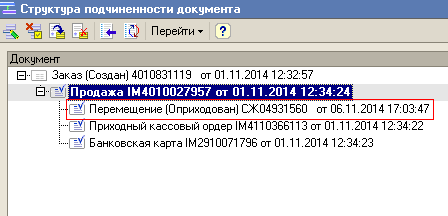 Структура подчиненности документа
Перейти
Документ
Заказ (Создан) 4010831119 от 01.11.2014 12:32:57
Продажа IM4010027957 от 01.11.2014 12:34:24
Перемещение (Оприходован) СЖ04931560 от 06.11.2014 17:03:47
Приходный кассовый ордер IM4110366113 от 01.11.2014 12:34:22
Банковская карта IM2910071796 от 01.11.2014 12:34:23